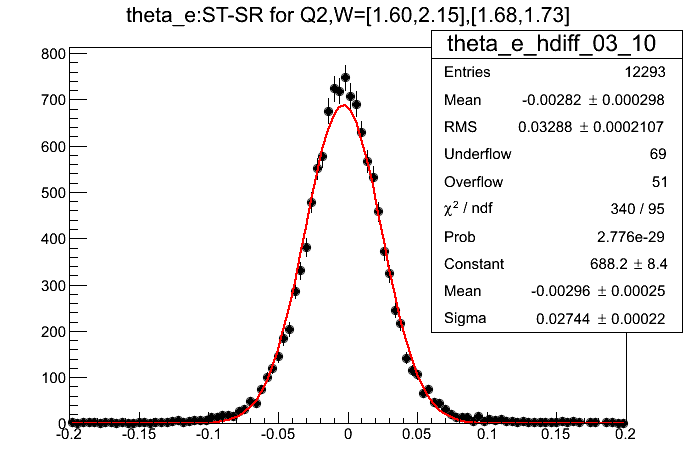 theta_e:ST-SR for Q2,W=[1.60,2.15],[1.68,1.73]
theta_e_hdiff_03_10
Entries 12293
Mean -0.00282 ± 0.000298
RMS 0.03288 ± 0.0002107
Underflow 69
Overflow 51
χ² / ndf 340 / 95
Prob 2.776e-29
Constant 688.2 ± 8.4
Mean -0.00296 ± 0.00025
Sigma 0.02744 ± 0.00022
800
700
600
500
400
300
200
100
0
-0.2 -0.15 -0.1 -0.05 0 0.05 0.1 0.15 0.2